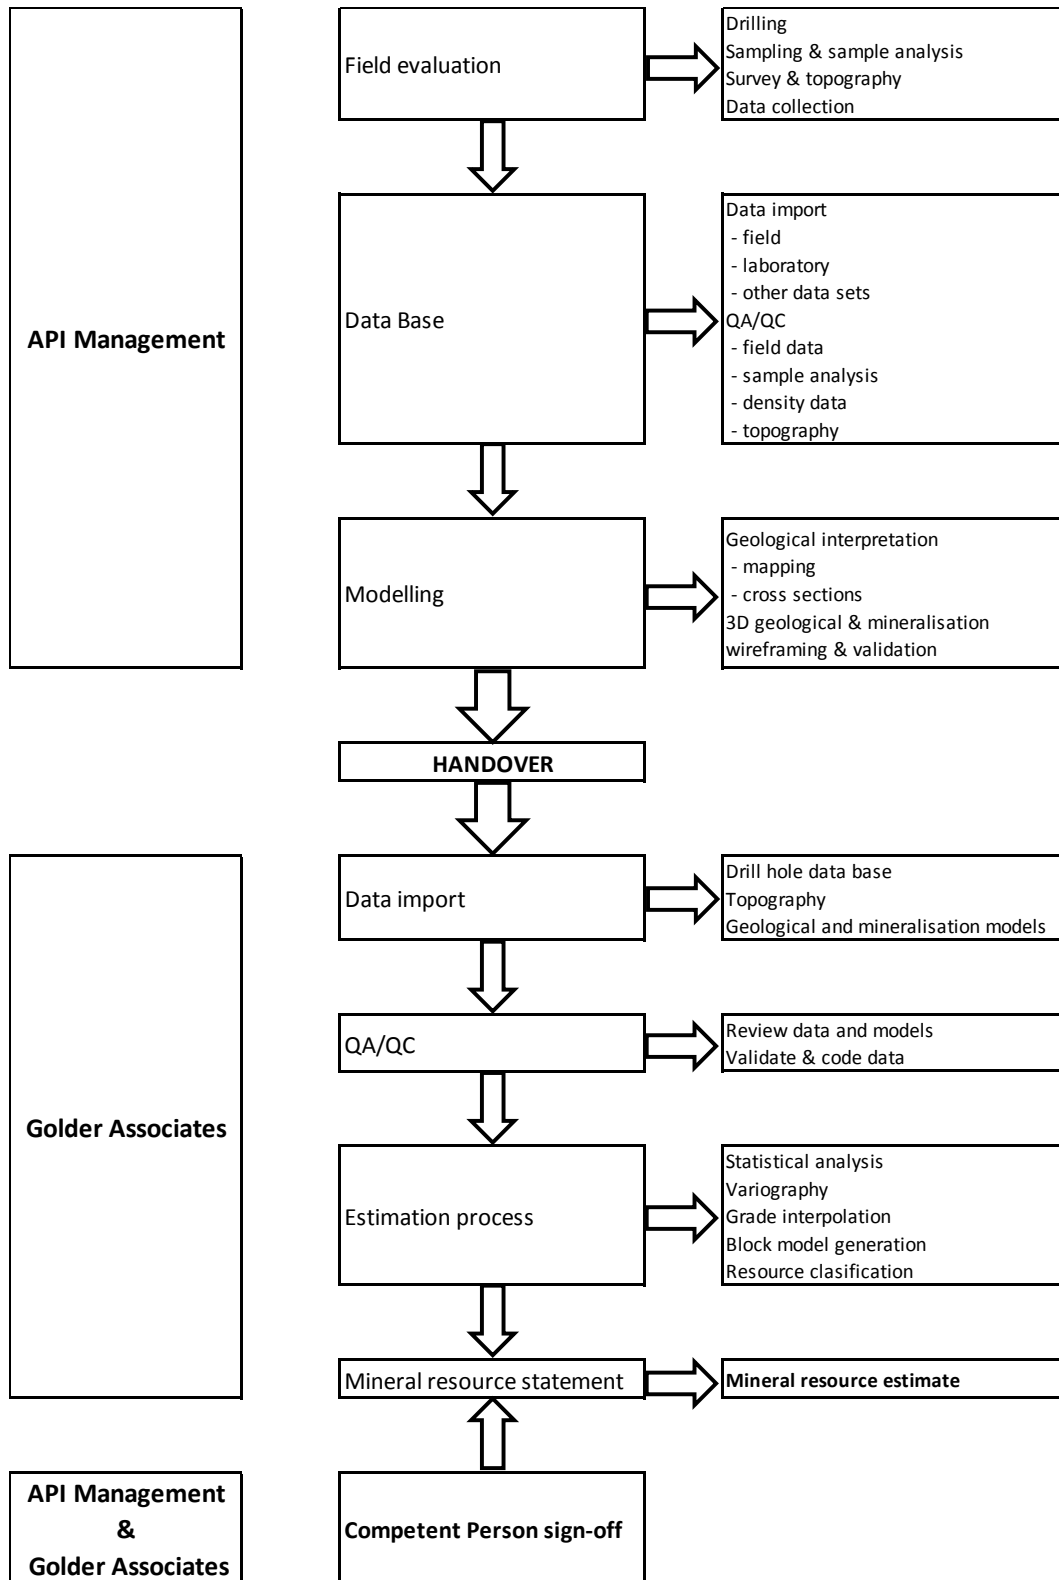 API Management
Field evaluation
Drilling
Sampling & sample analysis
Survey & topography
Data collection
Data Base
Data import
- field
- laboratory
- other data sets
QA/QC
- field data
- sample analysis
- density data
- topography
Modelling
Geological interpretation
- mapping
- cross sections
3D geological & mineralisation
wireframing & validation
HANDOVER
Golder Associates
Data import
Drill hole data base
Topography
Geological and mineralisation models
QA/QC
Review data and models
Validate & code data
Estimation process
Statistical analysis
Variography
Grade interpolation
Block model generation
Resource clasification
Mineral resource statement
Mineral resource estimate
API Management
&
Golder Associates
Competent Person sign-off